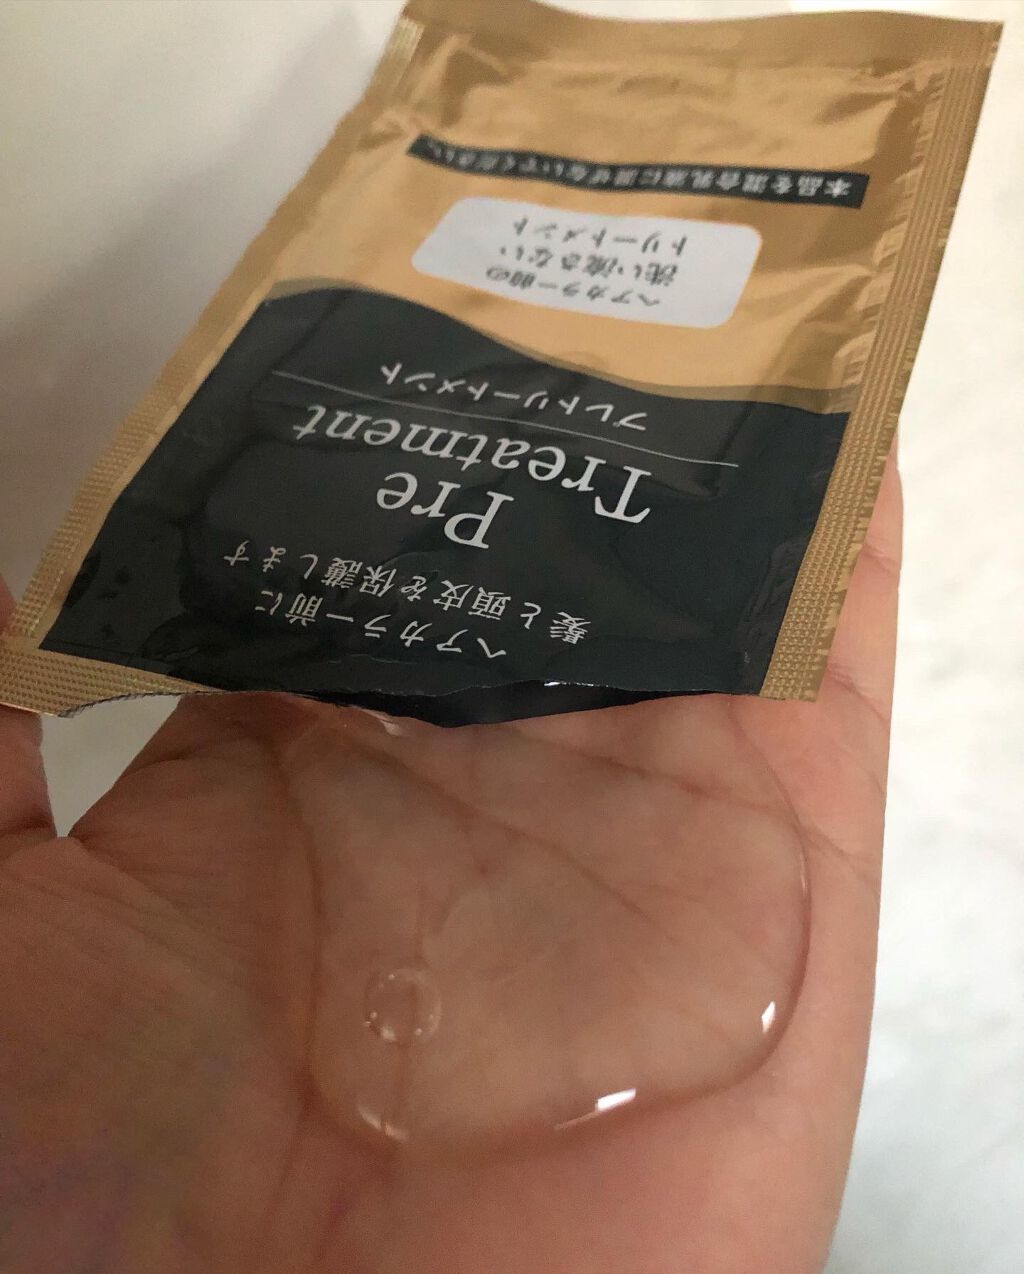 ヘアカラー前に
髪と頭皮を保護します
Pre
Treatment
プレトリートメント
ヘアカラー前の
洗い流さない
トリートメント
本品を混合乳液に混ぜないでください。